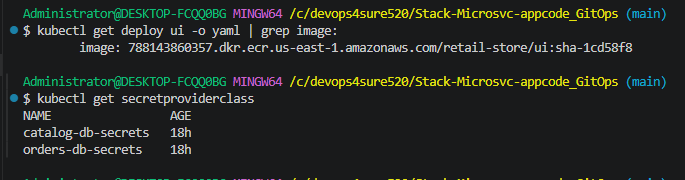 Administrator@DESKTOP-FCQQ0BG MINGW64 /c/devops4sure520/Stack-Microsvc-appcode_GitOps (main)
$ kubectl get deploy ui -o yaml | grep image:
        image: 788143860357.dkr.ecr.us-east-1.amazonaws.com/retail-store/ui:sha-1cd58f8
Administrator@DESKTOP-FCQQ0BG MINGW64 /c/devops4sure520/Stack-Microsvc-appcode_GitOps (main)
$ kubectl get secretproviderclass
NAME                 AGE
catalog-db-secrets   18h
orders-db-secrets    18h